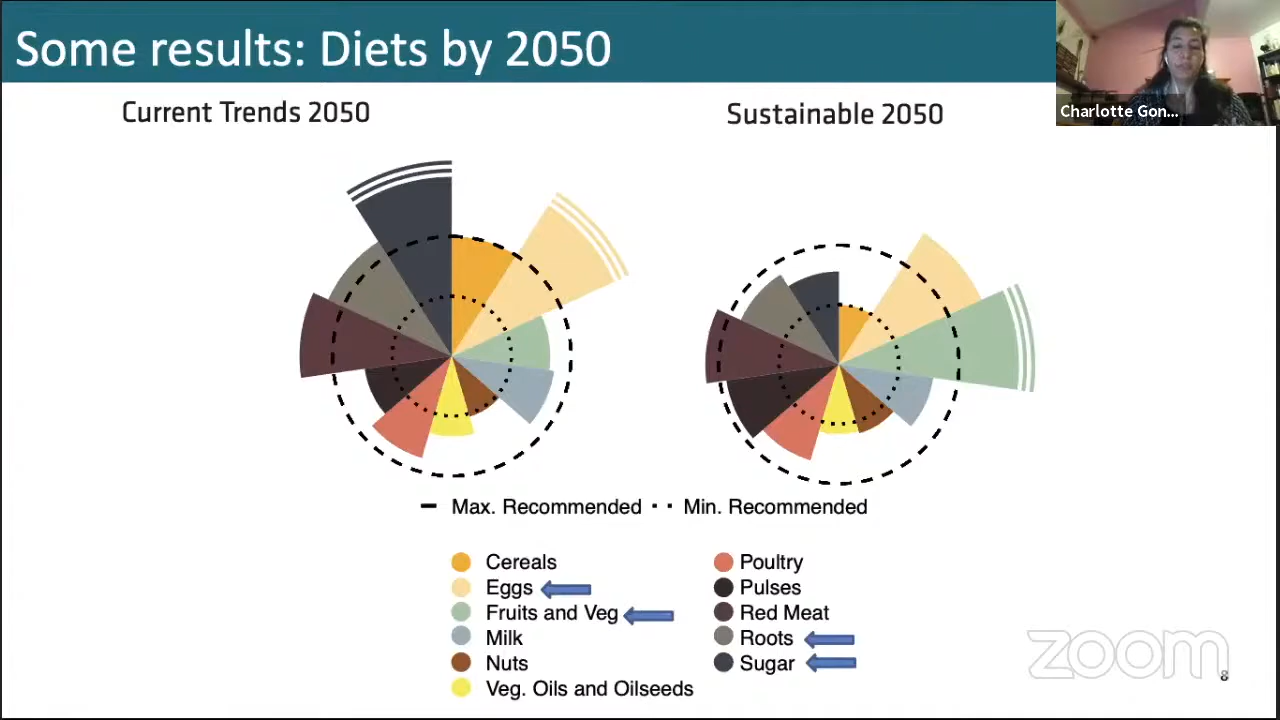 Some results: Diets by 2050
Charlotte Gon...
Current Trends 2050
Sustainable 2050
Max. Recommended
Min. Recommended
Cereals
Eggs
Fruits and Veg
Milk
Nuts
Veg. Oils and Oilseeds
Poultry
Pulses
Red Meat
Roots
Sugar
zoom
8